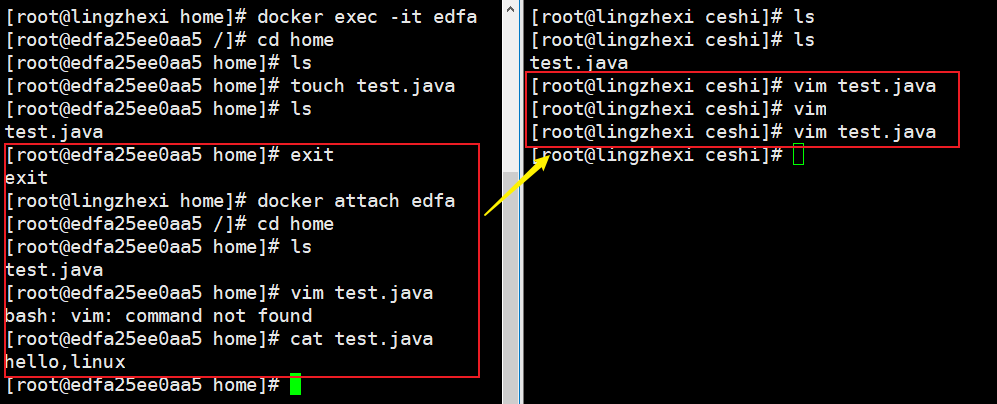 [root@lingzhexi home]# docker exec -it edfa
[root@edfa25ee0aa5 /]# cd home
[root@edfa25ee0aa5 home]# ls
[root@edfa25ee0aa5 home]# touch test.java
[root@edfa25ee0aa5 home]# ls
test.java
[root@edfa25ee0aa5 home]# exit
exit
[root@lingzhexi home]# docker attach edfa
[root@edfa25ee0aa5 /]# cd home
[root@edfa25ee0aa5 home]# ls
test.java
[root@edfa25ee0aa5 home]# vim test.java
bash: vim: command not found
[root@edfa25ee0aa5 home]# cat test.java
hello,linux
[root@edfa25ee0aa5 home]#
[root@lingzhexi ceshi]# ls
[root@lingzhexi ceshi]# ls
test.java
[root@lingzhexi ceshi]# vim test.java
[root@lingzhexi ceshi]# vim
[root@lingzhexi ceshi]# vim test.java
[root@lingzhexi ceshi]#